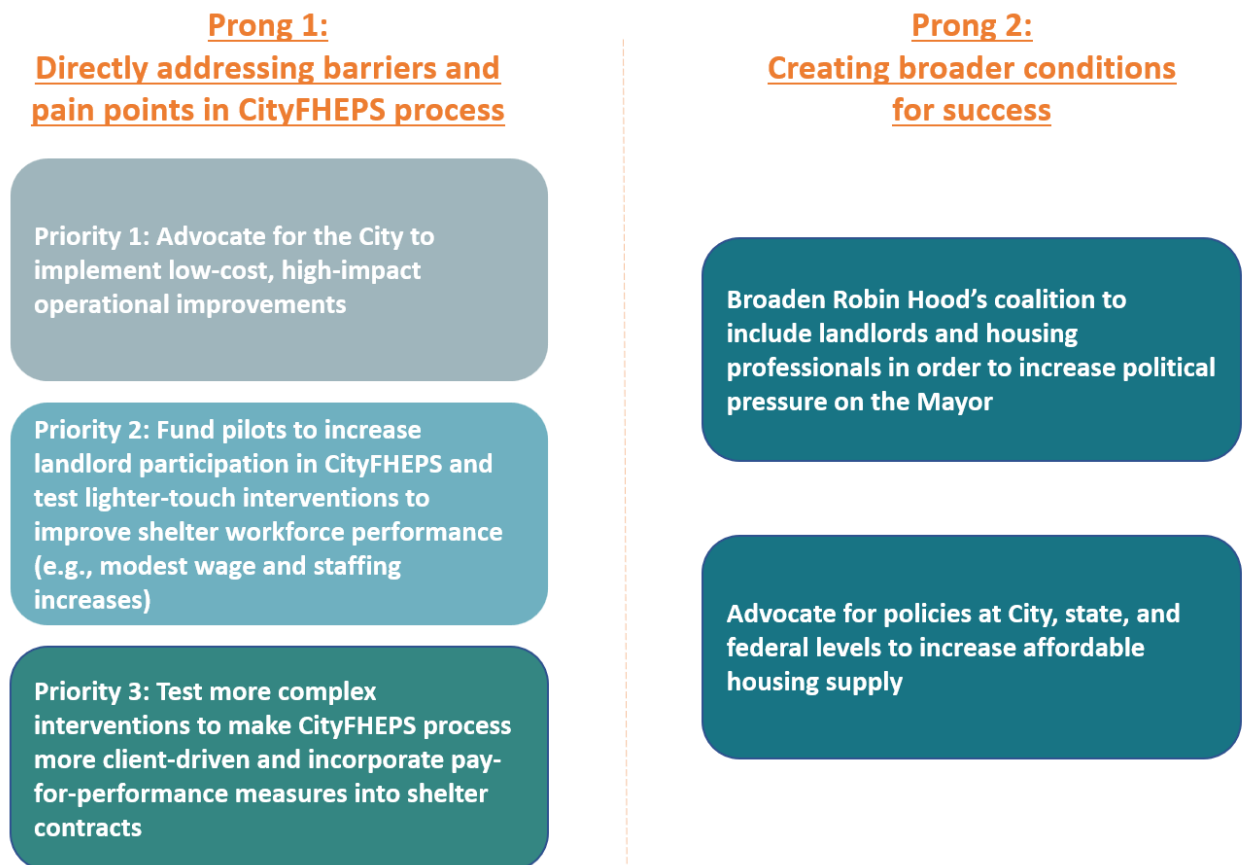 Prong 1:
Directly addressing barriers and
pain points in CityFHEPS process
Priority 1: Advocate for the City to
implement low-cost, high-impact
operational improvements
Priority 2: Fund pilots to increase
landlord participation in CityFHEPS and
test lighter-touch interventions to
improve shelter workforce performance
(e.g., modest wage and staffing
increases)
Priority 3: Test more complex
interventions to make CityFHEPS process
more client-driven and incorporate pay-
for-performance measures into shelter
contracts
Prong 2:
Creating broader conditions
for success
Broaden Robin Hood’s coalition to
include landlords and housing
professionals in order to increase political
pressure on the Mayor
Advocate for policies at City, state, and
federal levels to increase affordable
housing supply